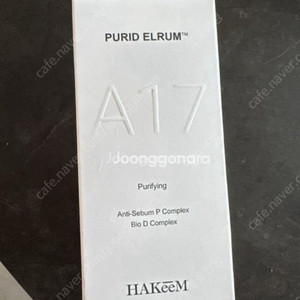 PURID ELRUM™
A17
Joonggonara
Purifying
Anti-Sebum P Complex
Bio D Complex
HAKeeM